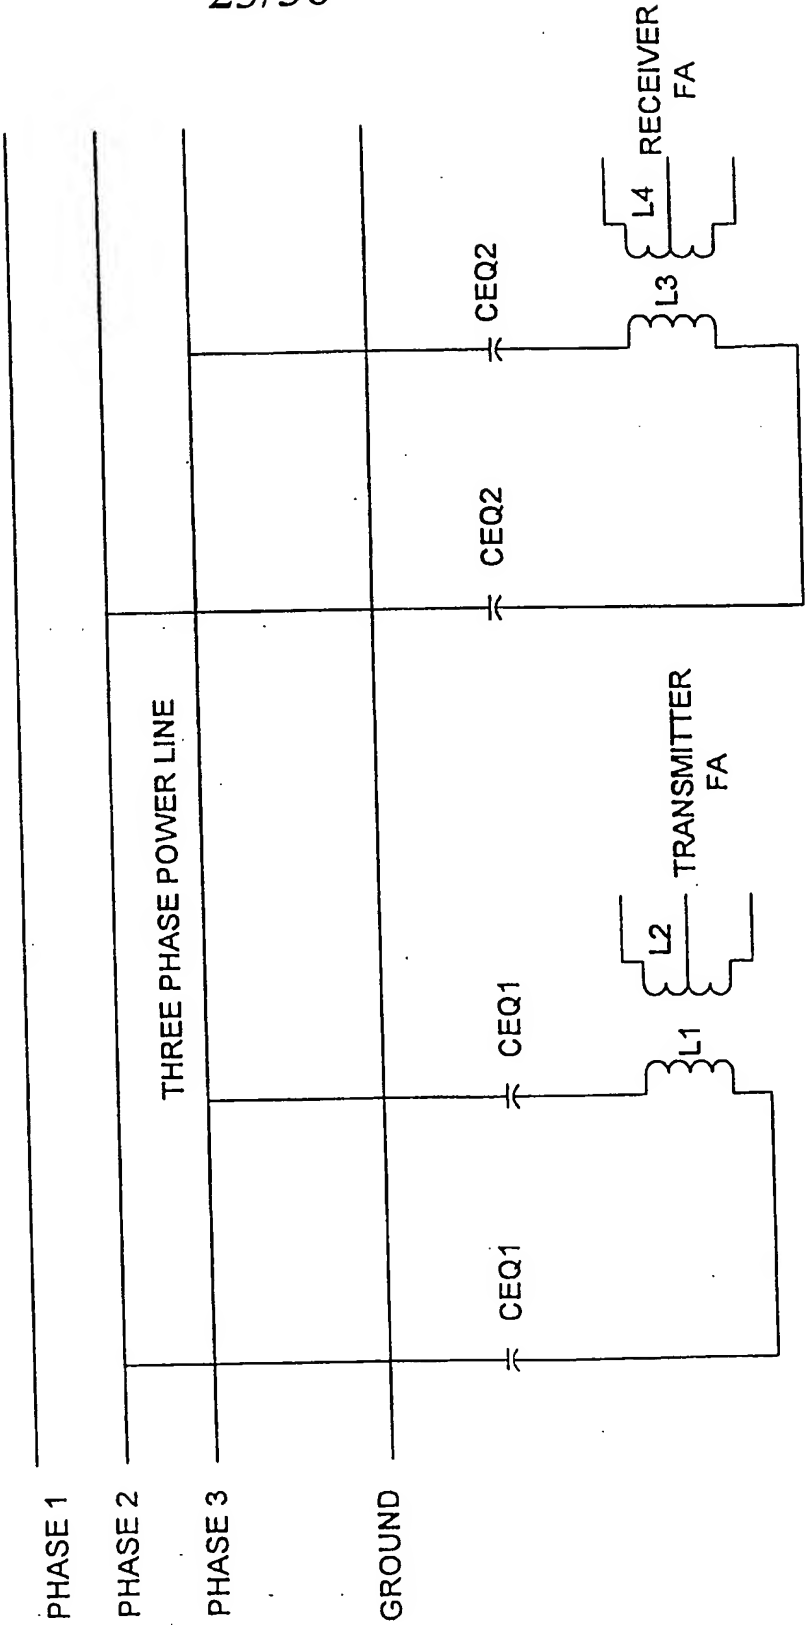 PHASE 1
PHASE 2
THREE PHASE POWER LINE
PHASE 3
GROUND
CEQ1
CEQ1
CEQ2
CEQ2
L1
L2
TRANSMITTER
FA
L3
L4
RECEIVER
FA